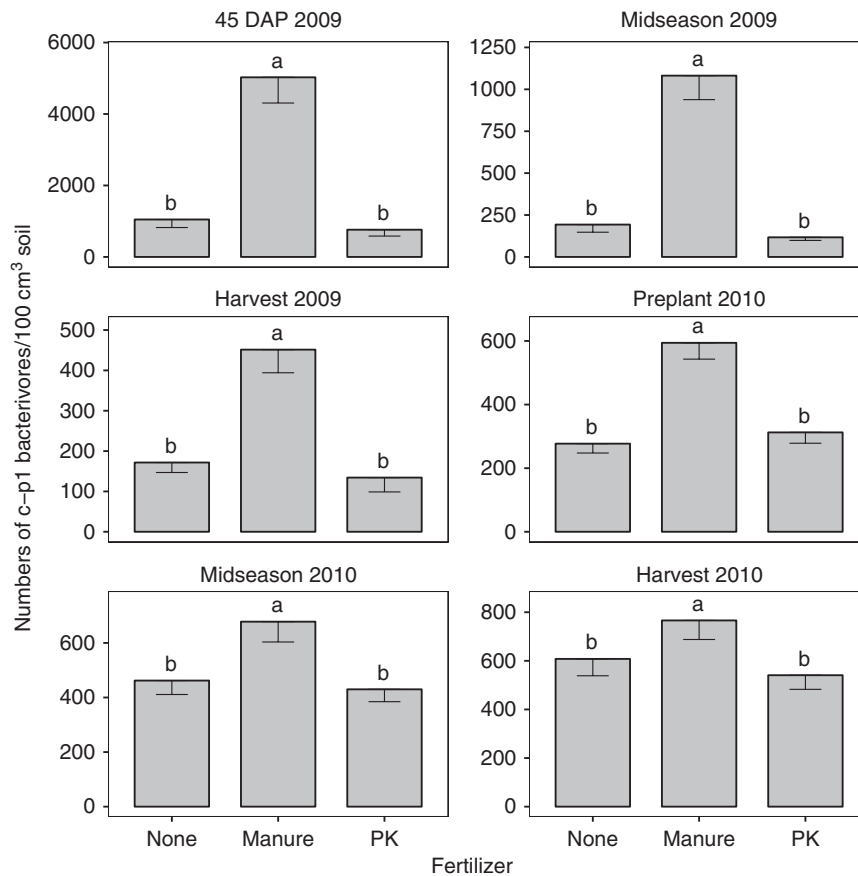 45 DAP 2009
6000
4000
2000
0
b
a
b
Midseason 2009
1250
1000
750
500
250
0
b
a
b
Harvest 2009
500
400
300
200
100
0
b
a
b
Preplant 2010
600
400
200
0
b
a
b
Midseason 2010
600
400
200
0
b
a
b
None Manure PK
Harvest 2010
800
600
400
200
0
b
a
b
None Manure PK
Numbers of c–p1 bacterivores/100 cm³ soil
Fertilizer